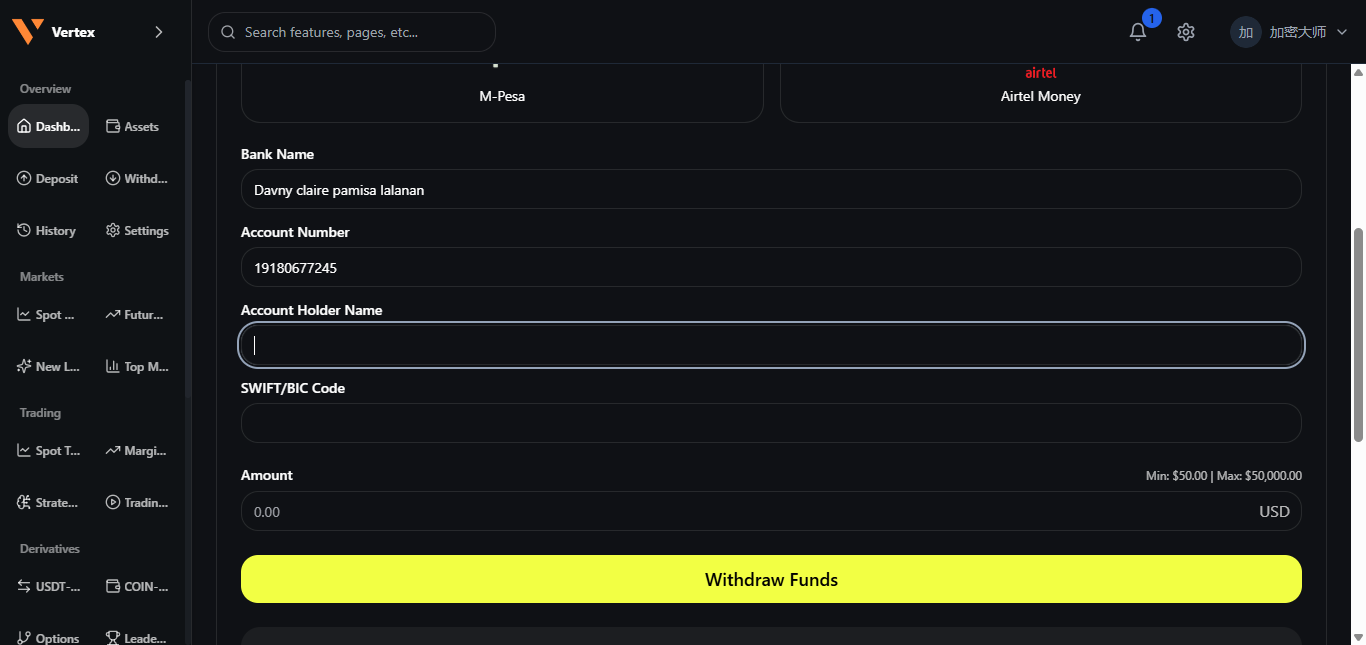 Vertex
Search features, pages, etc...
1
加 加密大师
Overview
Dashb... Assets
Deposit Withd...
History Settings
Markets
Spot ... Futur...
New L... Top M...
Trading
Spot T... Margi...
Strate... Tradin...
Derivatives
USDT-... COIN-...
Options Leade...
airtel
M-Pesa Airtel Money
Bank Name
Davny claire pamisa lalanan
Account Number
19180677245
Account Holder Name
SWIFT/BIC Code
Amount Min: $50.00 | Max: $50,000.00
0.00 USD
Withdraw Funds